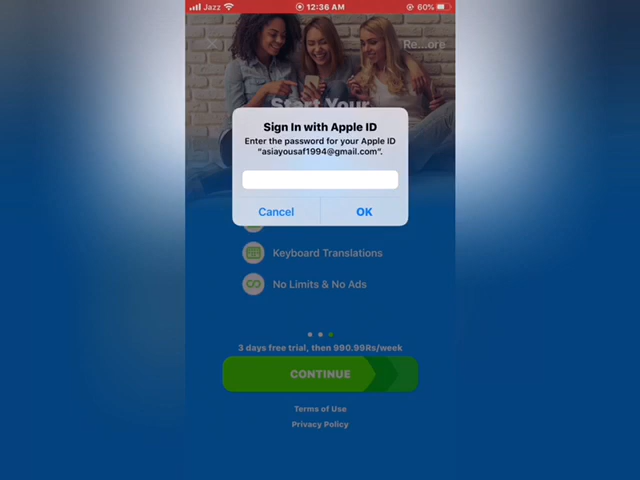 Jazz 12:36 AM 60%
Re...ore
Start Your
Sign In with Apple ID
Enter the password for your Apple ID
“asiayousaf1994@gmail.com”.
Cancel OK
Keyboard Translations
No Limits & No Ads
3 days free trial, then 990.99Rs/week
CONTINUE
Terms of Use
Privacy Policy